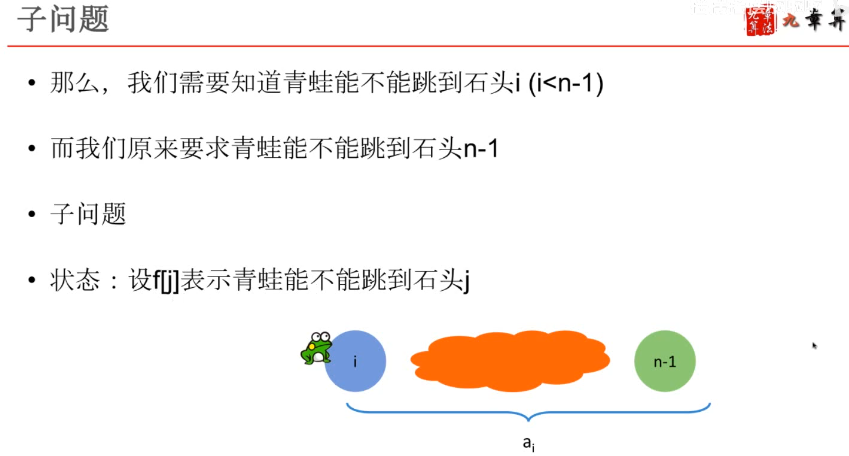 子问题
九章算
• 那么，我们需要知道青蛙能不能跳到石头i (i<n-1)
• 而我们原来要求青蛙能不能跳到石头n-1
• 子问题
• 状态：设f[j]表示青蛙能不能跳到石头j
i
n-1
ai